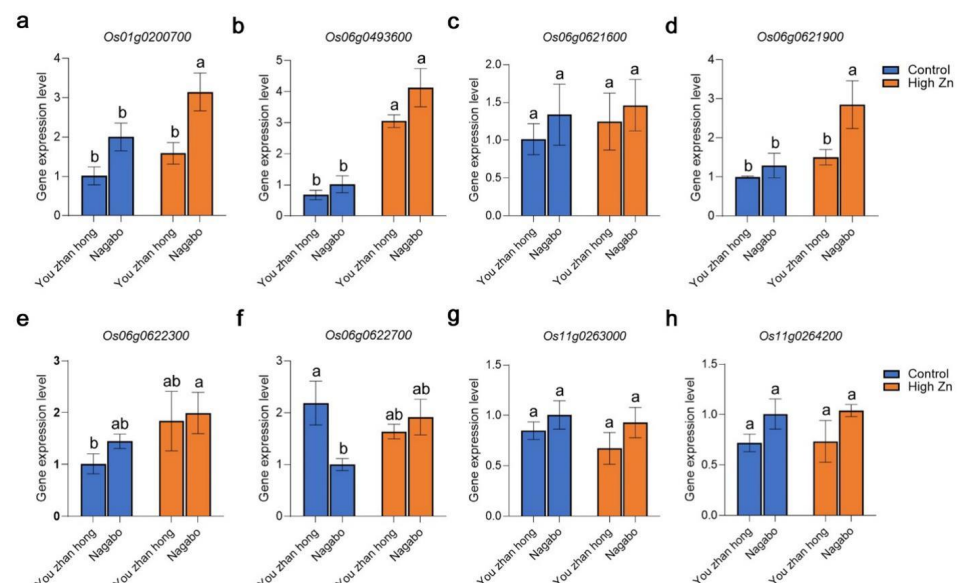 a
Os01g0200700
Gene expression level
4
3
2
1
0
b
b
b
a
You zhan hong
Nagabo
You zhan hong
Nagabo
b
Os06g0493600
Gene expression level
5
4
3
2
1
0
b
b
a
a
You zhan hong
Nagabo
You zhan hong
Nagabo
c
Os06g0621600
Gene expression level
2.0
1.5
1.0
0.5
0.0
a
a
a
a
You zhan hong
Nagabo
You zhan hong
Nagabo
d
Os06g0621900
Gene expression level
4
3
2
1
0
b
b
b
a
You zhan hong
Nagabo
You zhan hong
Nagabo
Control
High Zn
e
Os06g0622300
Gene expression level
3
2
1
0
b
ab
ab
a
You zhan hong
Nagabo
You zhan hong
Nagabo
f
Os06g0622700
Gene expression level
3
2
1
0
a
b
ab
ab
You zhan hong
Nagabo
You zhan hong
Nagabo
g
Os11g0263000
Gene expression level
1.5
1.0
0.5
0.0
a
a
a
a
You zhan hong
Nagabo
You zhan hong
Nagabo
h
Os11g0264200
Gene expression level
1.5
1.0
0.5
0.0
a
a
a
a
You zhan hong
Nagabo
You zhan hong
Nagabo
Control
High Zn